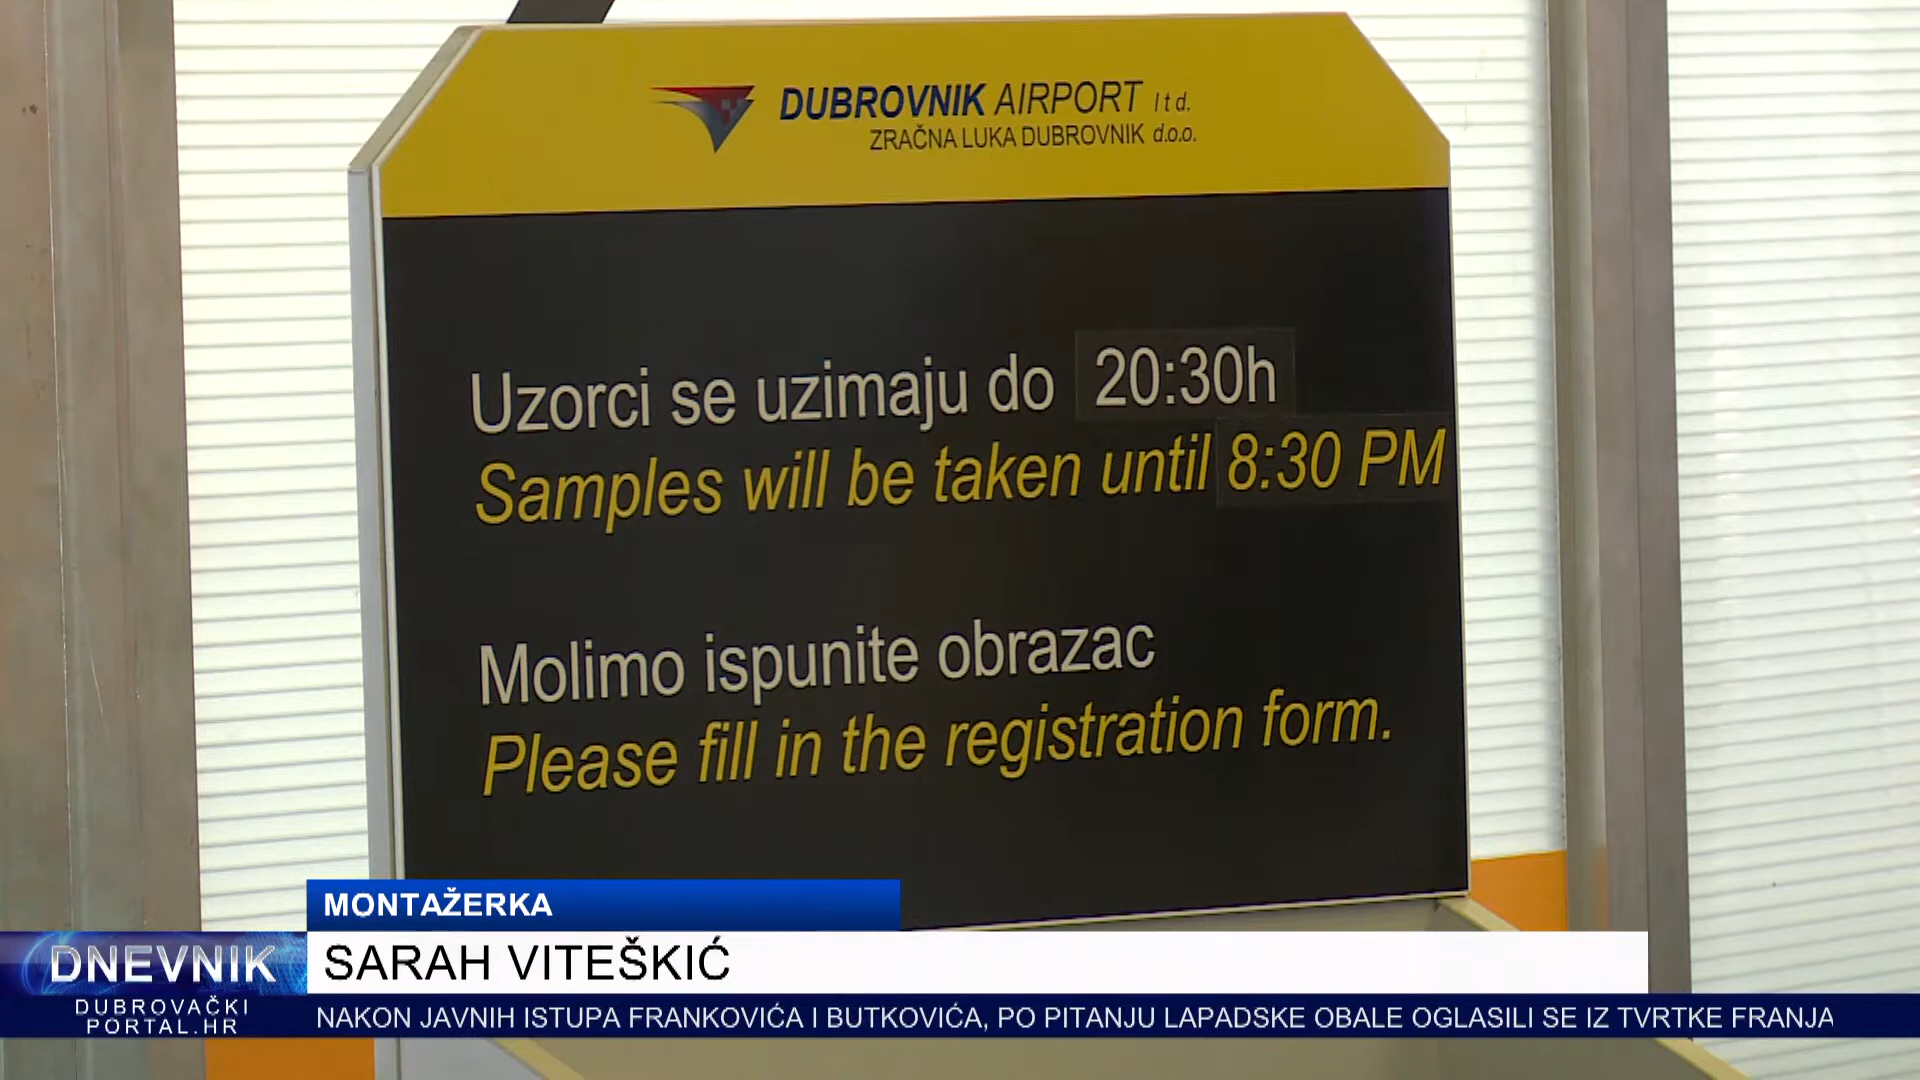 DUBROVNIK AIRPORT ltd.
ZRAČNA LUKA DUBROVNIK d.o.o.
Uzorci se uzimaju do 20:30h
Samples will be taken until 8:30 PM
Molimo ispunite obrazac
Please fill in the registration form.
MONTAŽERKA
SARAH VITEŠKIĆ
DNEVNIK
DUBROVAČKI
PORTAL.HR
NAKON JAVNIH ISTUPA FRANKOVIĆA I BUTKOVIĆA, PO PITANJU LAPADSKE OBALE OGLASILI SE IZ TVRTKE FRANJA